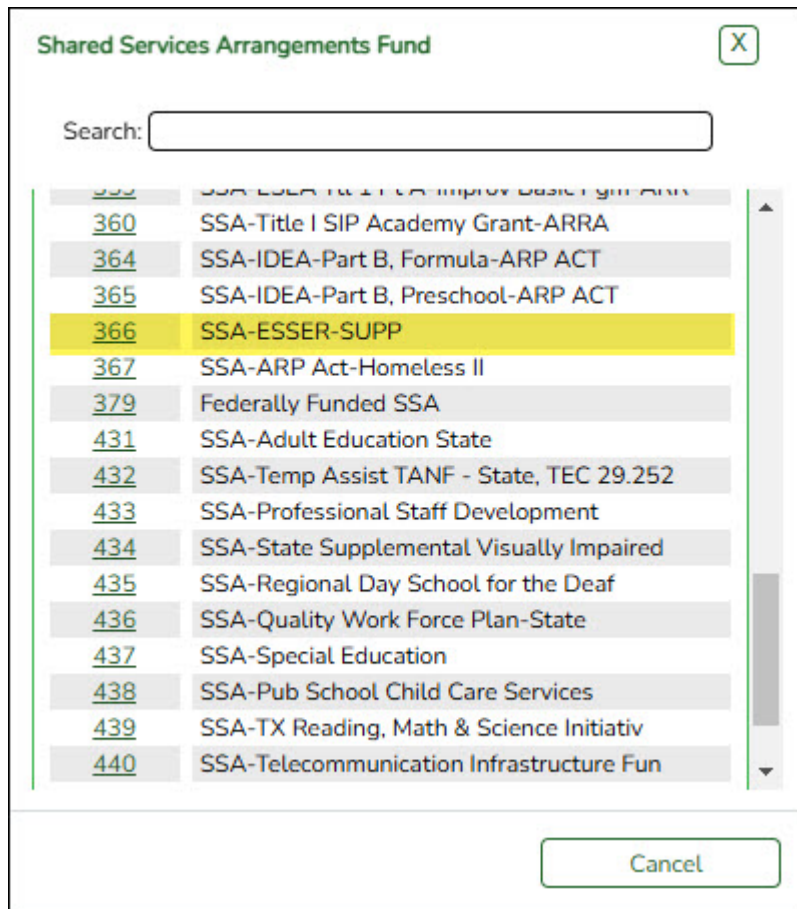 Shared Services Arrangements Fund
X
Search:
360 SSA-Title I SIP Academy Grant-ARRA
364 SSA-IDEA-Part B, Formula-ARP ACT
365 SSA-IDEA-Part B, Preschool-ARP ACT
366 SSA-ESSER-SUPP
367 SSA-ARP Act-Homeless II
379 Federally Funded SSA
431 SSA-Adult Education State
432 SSA-Temp Assist TANF - State, TEC 29.252
433 SSA-Professional Staff Development
434 SSA-State Supplemental Visually Impaired
435 SSA-Regional Day School for the Deaf
436 SSA-Quality Work Force Plan-State
437 SSA-Special Education
438 SSA-Pub School Child Care Services
439 SSA-TX Reading, Math & Science Initiativ
440 SSA-Telecommunication Infrastructure Fun
Cancel